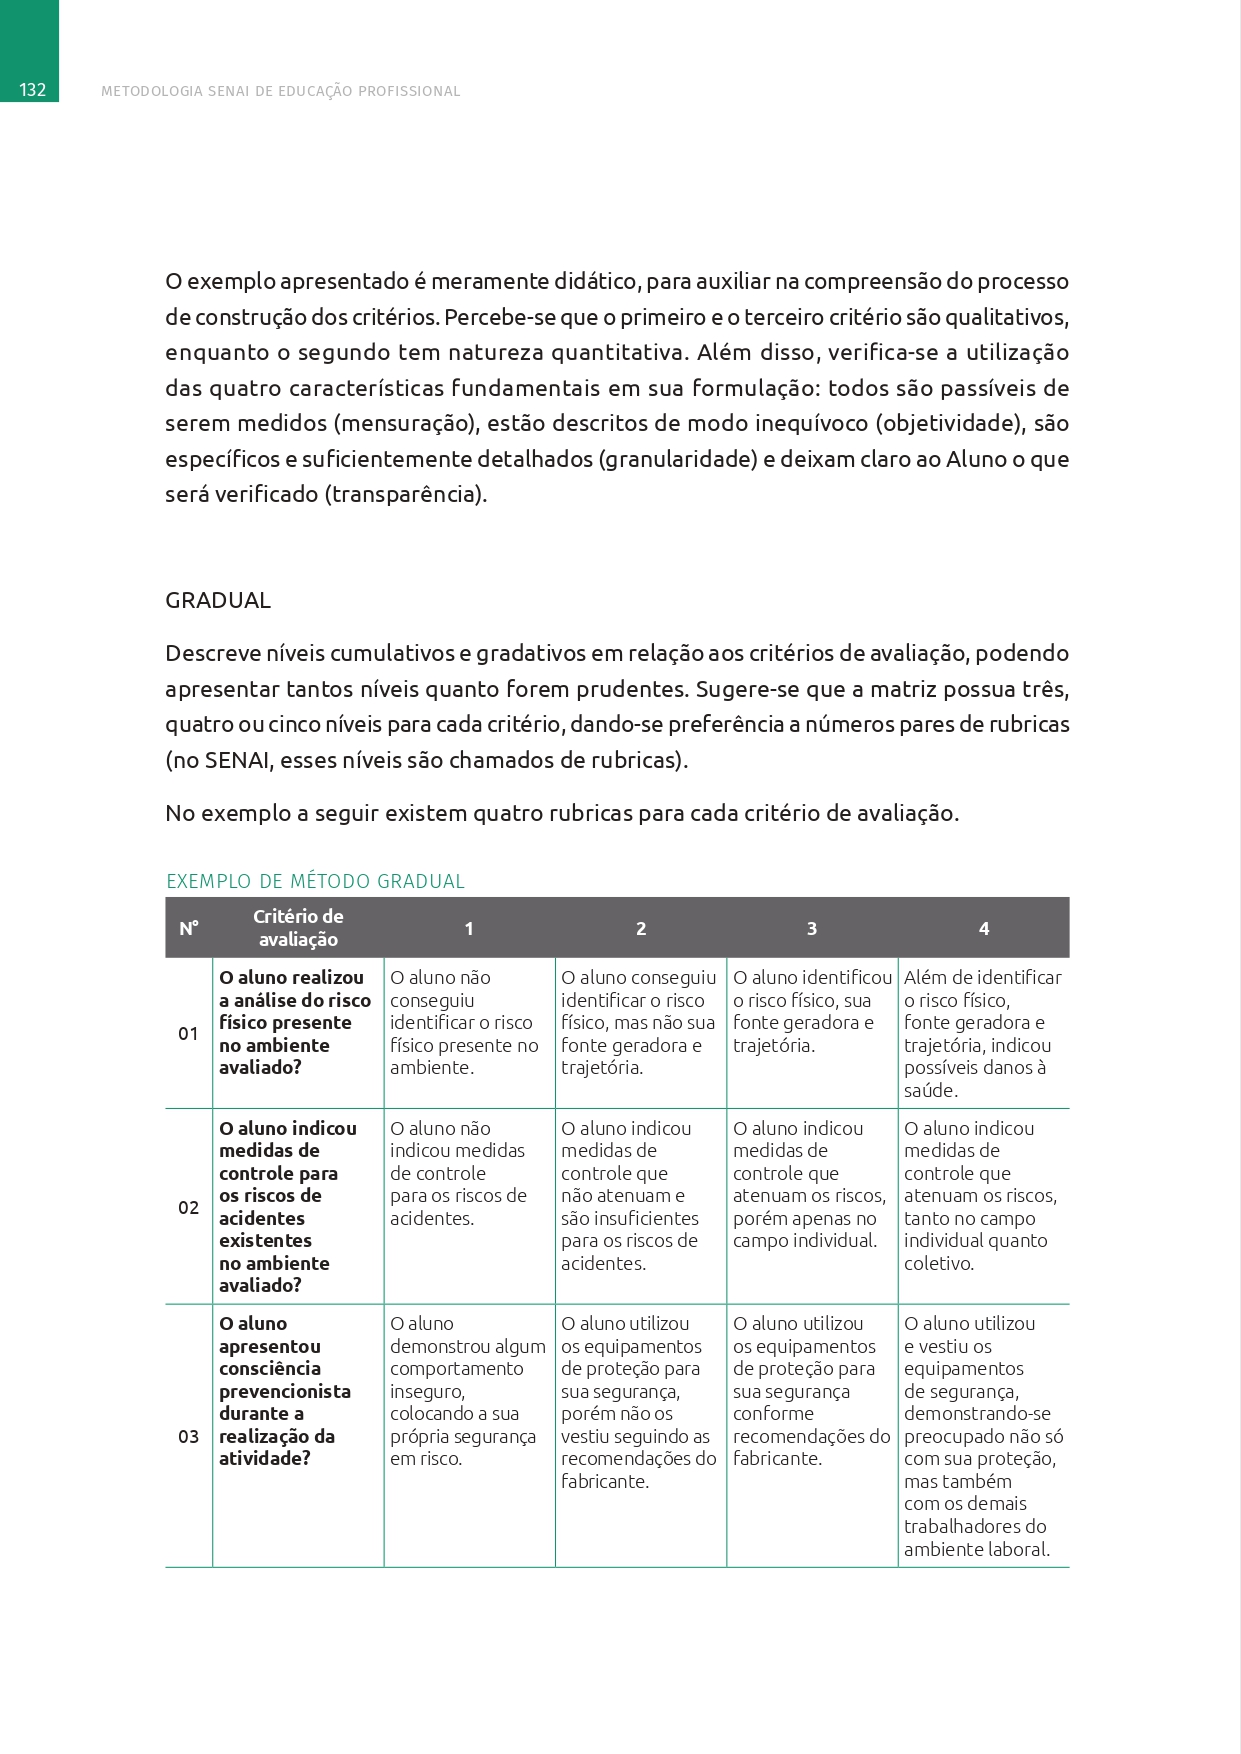 132
METODOLOGIA SENAI DE EDUCAÇÃO PROFISSIONAL
O exemplo apresentado é meramente didático, para auxiliar na compreensão do processo
de construção dos critérios. Percebe-se que o primeiro e o terceiro critério são qualitativos,
enquanto o segundo tem natureza quantitativa. Além disso, verifica-se a utilização
das quatro características fundamentais em sua formulação: todos são passíveis de
serem medidos (mensuração), estão descritos de modo inequívoco (objetividade), são
específicos e suficientemente detalhados (granularidade) e deixam claro ao Aluno o que
será verificado (transparência).
GRADUAL
Descreve níveis cumulativos e gradativos em relação aos critérios de avaliação, podendo
apresentar tantos níveis quanto forem prudentes. Sugere-se que a matriz possua três,
quatro ou cinco níveis para cada critério, dando-se preferência a números pares de rubricas
(no SENAI, esses níveis são chamados de rubricas).
No exemplo a seguir existem quatro rubricas para cada critério de avaliação.
EXEMPLO DE MÉTODO GRADUAL
N°
Critério de
avaliação
1
2
3
4
01
O aluno realizou
a análise do risco
físico presente
no ambiente
avaliado?
O aluno não
conseguiu
identificar o risco
físico presente no
ambiente.
O aluno conseguiu
identificar o risco
físico, mas não sua
fonte geradora e
trajetória.
O aluno identificou
o risco físico, sua
fonte geradora e
trajetória.
Além de identificar
o risco físico,
fonte geradora e
trajetória, indicou
possíveis danos à
saúde.
02
O aluno indicou
medidas de
controle para
os riscos de
acidentes
existentes
no ambiente
avaliado?
O aluno não
indicou medidas
de controle
para os riscos de
acidentes.
O aluno indicou
medidas de
controle que
não atenuam e
são insuficientes
para os riscos de
acidentes.
O aluno indicou
medidas de
controle que
atenuam os riscos,
porém apenas no
campo individual.
O aluno indicou
medidas de
controle que
atenuam os riscos,
tanto no campo
individual quanto
coletivo.
03
O aluno
apresentou
consciência
prevencionista
durante a
realização da
atividade?
O aluno
demonstrou algum
comportamento
inseguro,
colocando a sua
própria segurança
em risco.
O aluno utilizou
os equipamentos
de proteção para
sua segurança,
porém não os
vestiu seguindo as
recomendações do
fabricante.
O aluno utilizou
os equipamentos
de proteção para
sua segurança
conforme
recomendações do
fabricante.
O aluno utilizou
e vestiu os
equipamentos
de segurança,
demonstrando-se
preocupado não só
com sua proteção,
mas também
com os demais
trabalhadores do
ambiente laboral.